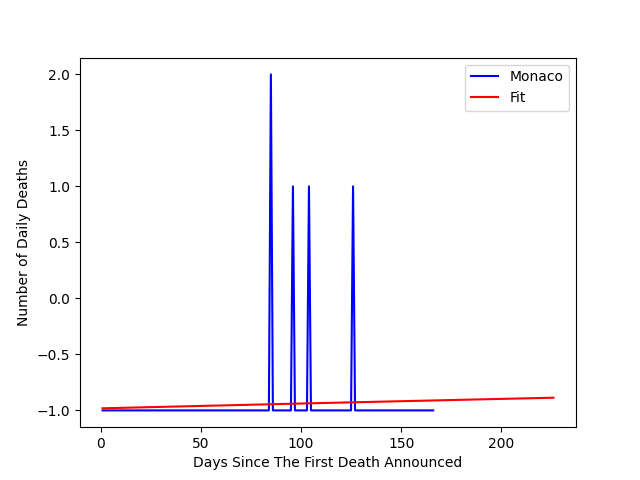 Monaco
Fit
2.0
1.5
1.0
0.5
0.0
−0.5
−1.0
Number of Daily Deaths
0 50 100 150 200
Days Since The First Death Announced